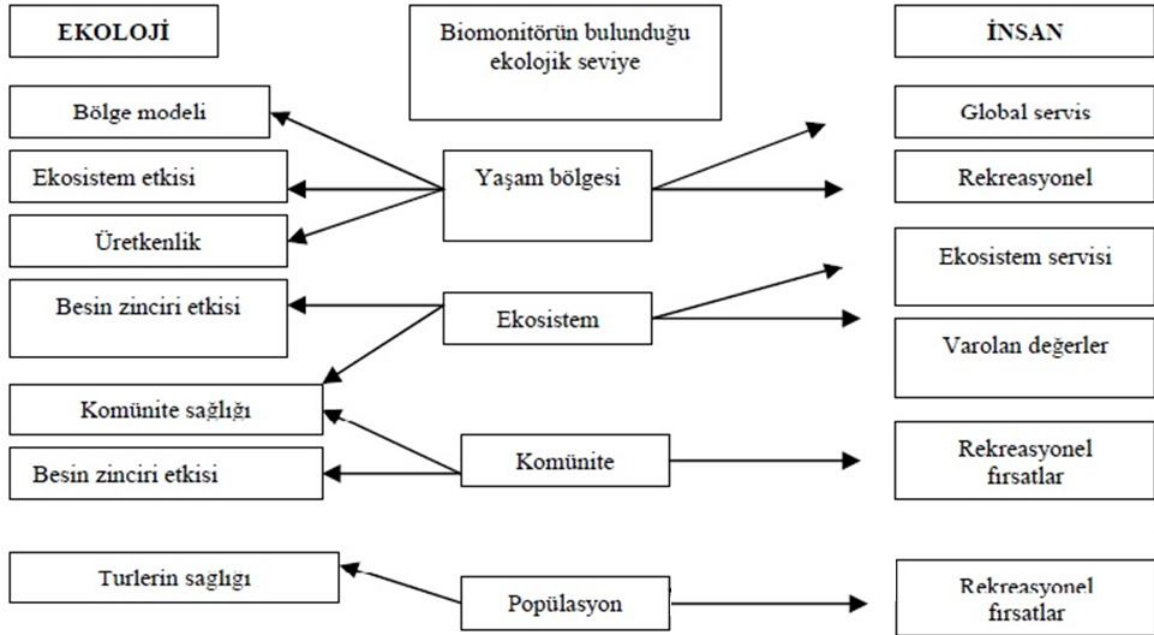 EKOLOJİ
Biomonitörün bulunduğu
ekolojik seviye
İNSAN
Bölge modeli
Global servis
Ekosistem etkisi
Yaşam bölgesi
Rekreasyonel
Üretkenlik
Ekosistem servisi
Besin zinciri etkisi
Ekosistem
Varolan değerler
Komünite sağlığı
Besin zinciri etkisi
Komünite
Rekreasyonel
fırsatlar
Turlerin sağlığı
Popülasyon
Rekreasyonel
fırsatlar